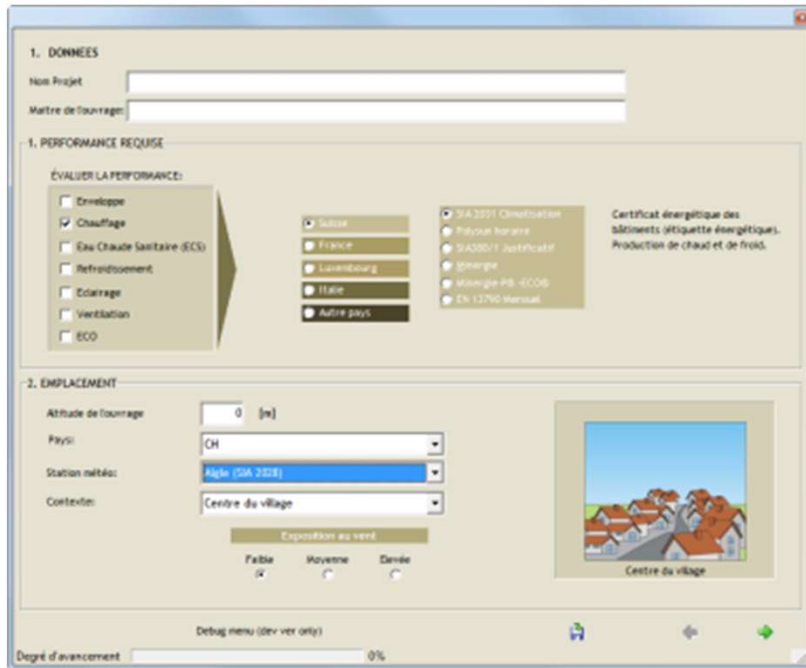 1. DONNEES
Nom Projet
Maître de l'ouvrage:
1. PERFORMANCE REQUISE
ÉVALUER LA PERFORMANCE:
Enveloppe
Chauffage
Eau Chaude Sanitaire (ECS)
Refroidissement
Eclairage
Ventilation
ECO
Suisse
France
Luxembourg
Italie
Autre pays
SIA 2031 Climatisation
Polysun horaire
SIA380/1 Justificatif
Minergie
Minergie-P® -ECO®
EN 13790 Mensuel
Certificat énergétique des
bâtiments (étiquette énergétique).
Production de chaud et de froid.
2. EMPLACEMENT
Altitude de l'ouvrage 0 [m]
Pays: CH
Station météo: Aigle (SIA 2028)
Contexte: Centre du village
Exposition au vent
Faible Moyenne Elevée
Centre du village
Debug menu (dev ver only)
Degré d'avancement 0%